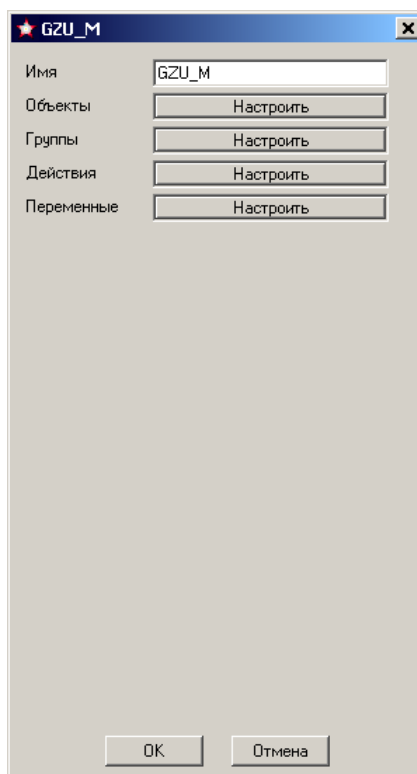 GZU_M
Имя GZU_M
Объекты Настроить
Группы Настроить
Действия Настроить
Переменные Настроить
OK Отмена